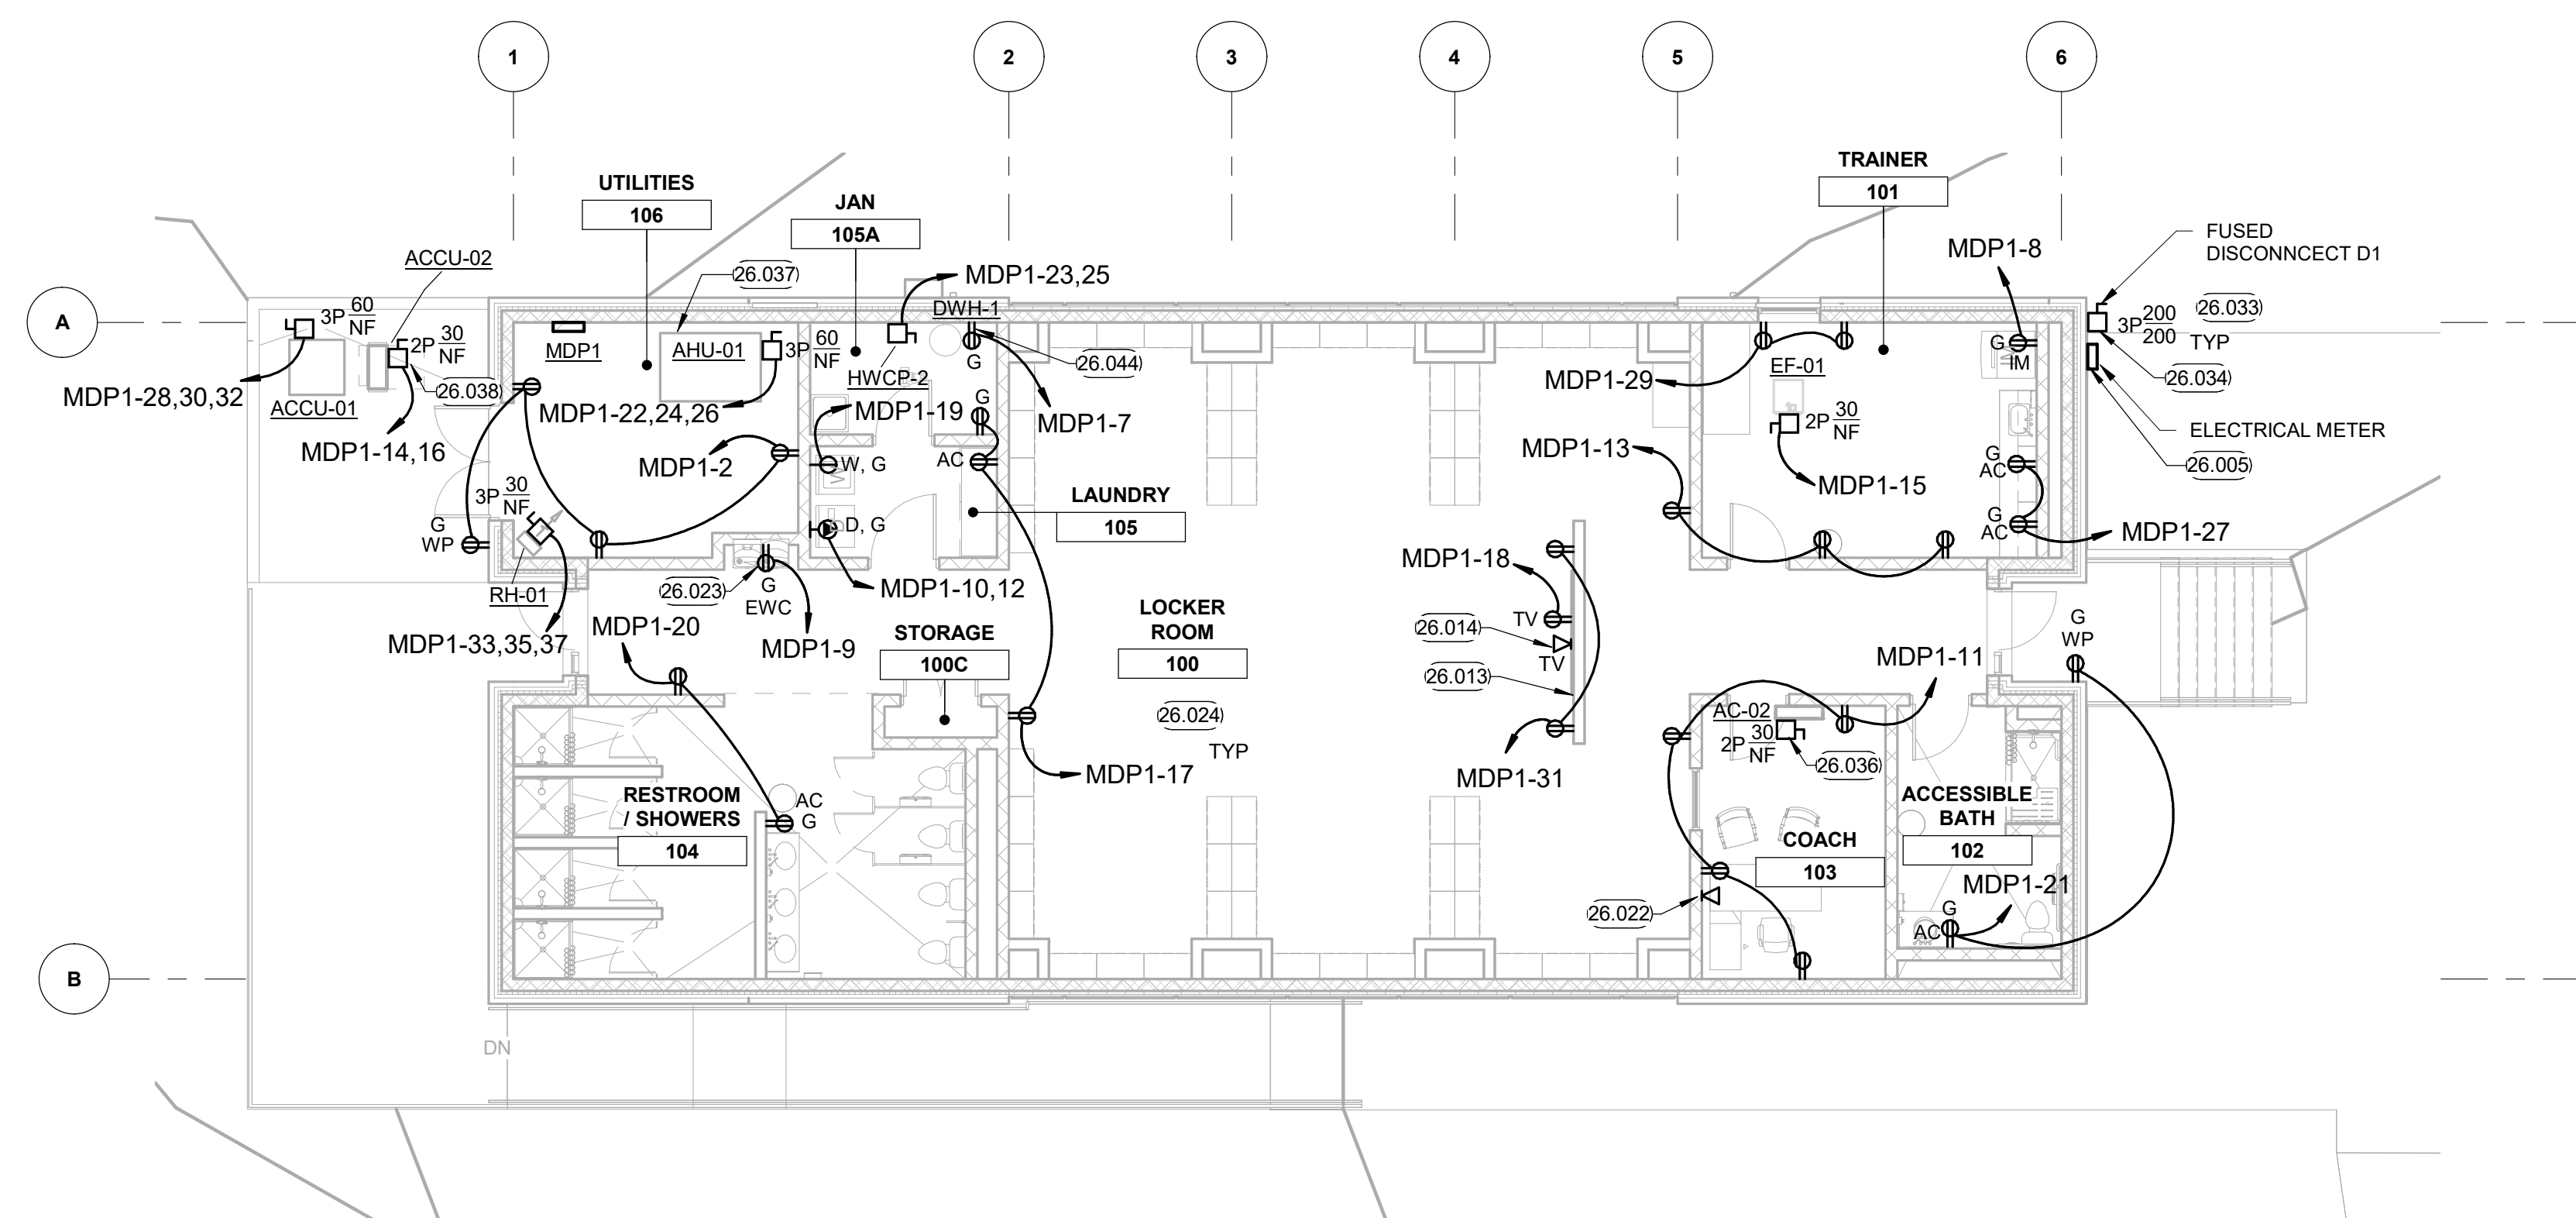 1
2
3
4
5
6
TRAINER
101
UTILITIES
106
JAN
105A
FUSED
DISCONNCECT D1
MDP1-8
ACCU-02
26.037
MDP1-23,25
A
3P 60
NF
2P 30
NF
DWH-1
G
IM
3P 200
200
TYP
26.033
MDP1
AHU-01
3P 60
NF
HWCP-2
G
26.044
EF-01
26.034
MDP1-28,30,32
ACCU-01
26.038
MDP1-22,24,26
MDP1-19
G
MDP1-7
MDP1-29
2P 30
NF
ELECTRICAL METER
MDP1-14,16
MDP1-2
W, G
W
AC
MDP1-13
G
AC
26.005
MDP1-15
3P 30
NF
LAUNDRY
105
G
WP
D, G
D
G
AC
MDP1-27
MDP1-18
RH-01
26.023
G
EWC
MDP1-10,12
LOCKER
ROOM
100
TV
26.014
TV
G
WP
MDP1-33,35,37
MDP1-20
MDP1-9
STORAGE
100C
MDP1-11
26.013
26.024
TYP
AC-02
2P 30
NF
26.036
MDP1-17
MDP1-31
RESTROOM
/ SHOWERS
104
AC
G
ACCESSIBLE
BATH
102
COACH
103
MDP1-21
26.022
G
AC
B
DN